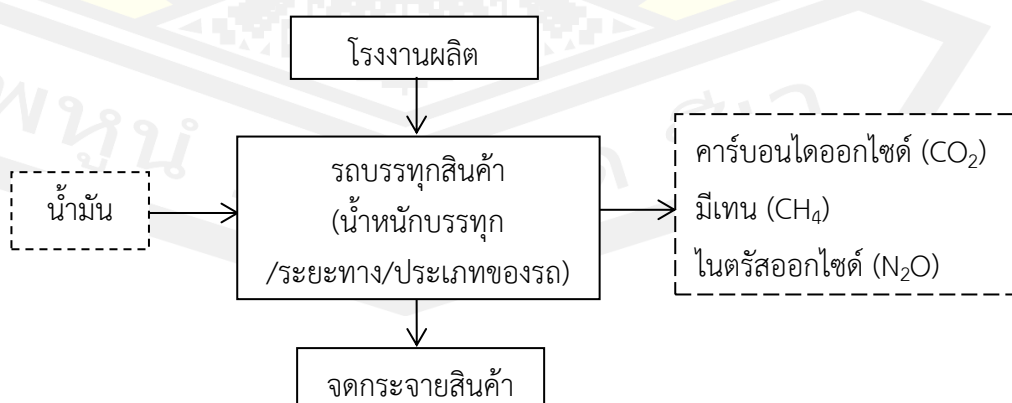 โรงงานผลิต
น้ำมัน
รถบรรทุกสินค้า
(น้ำหนักบรรทุก
/ระยะทาง/ประเภทของรถ)
คาร์บอนไดออกไซด์ (CO₂)
มีเทน (CH₄)
ไนตรัสออกไซด์ (N₂O)
จดกระจายสินค้า